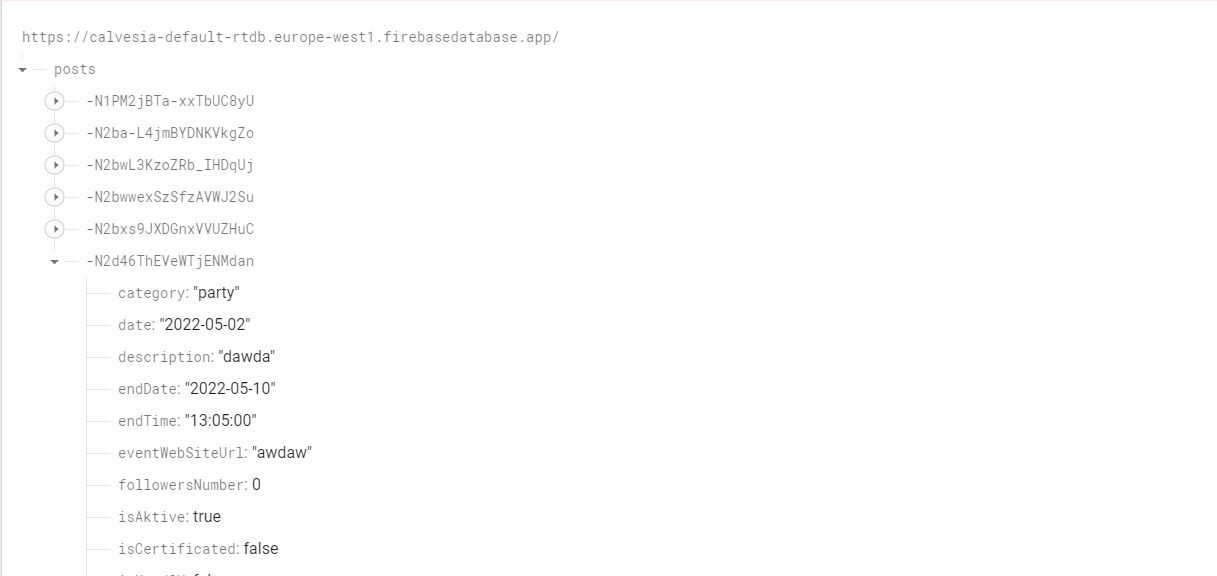 https://calvesia-default-rtdb.europe-west1.firebasedatabase.app/
posts
-N1PM2jBTa-xxTbUC8yU
-N2ba-L4jmBYDNKVkgZo
-N2bwL3KzoZRb_IHDqUj
-N2bwwexSzSfzAVWJ2Su
-N2bxs9JXDGnxVVUZHuC
-N2d46ThEVeWTjENMdan
category: "party"
date: "2022-05-02"
description: "dawda"
endDate: "2022-05-10"
endTime: "13:05:00"
eventWebSiteUrl: "awdaw"
followersNumber: 0
isAktive: true
isCertificated: false